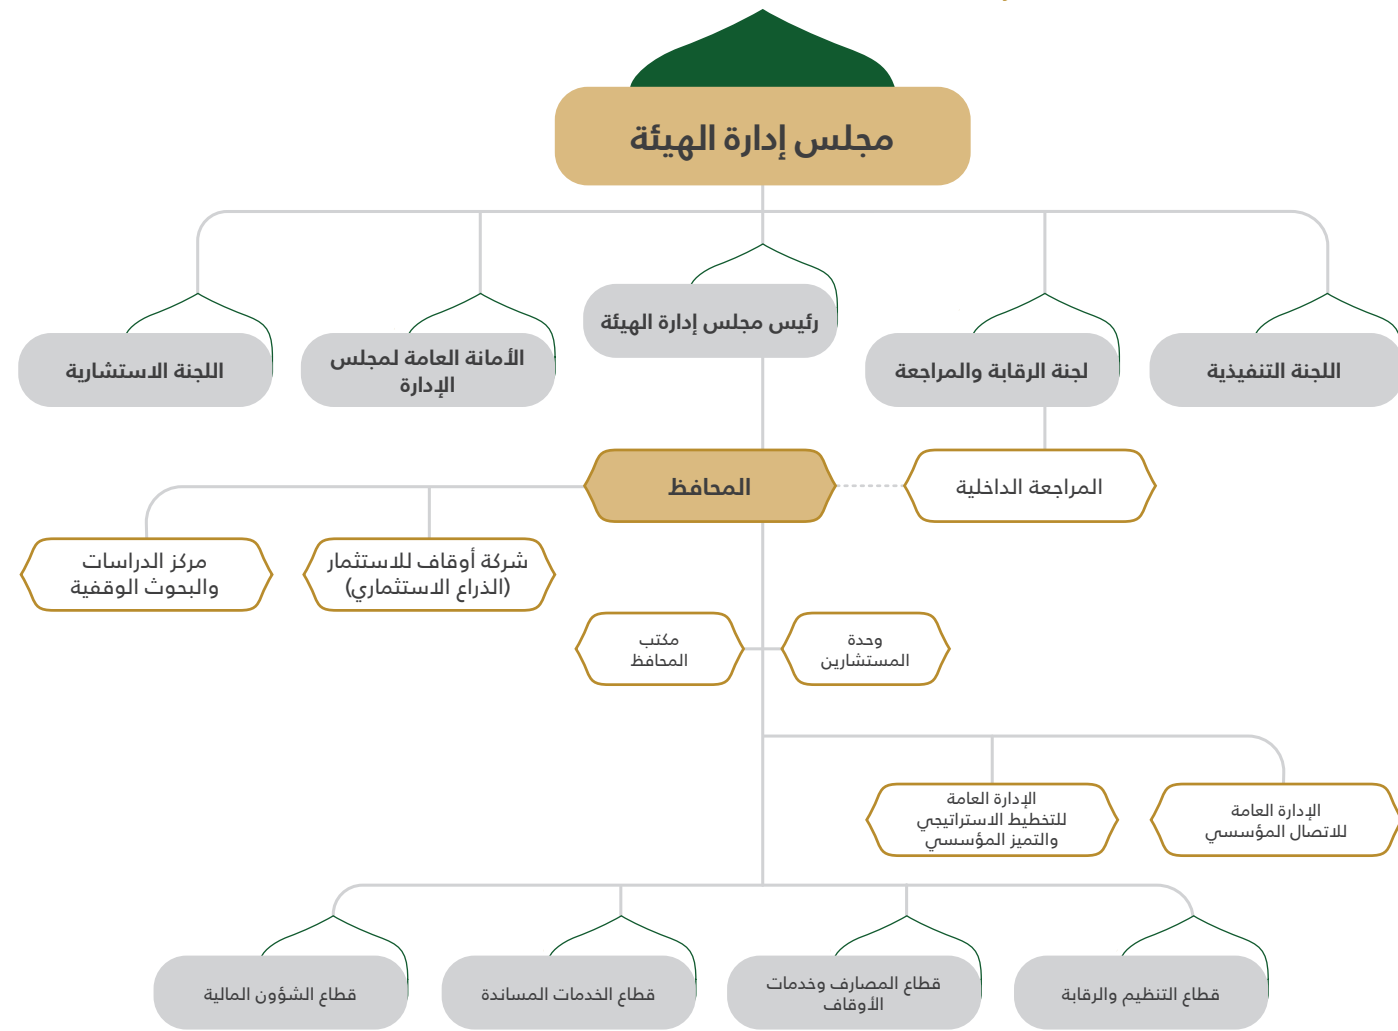 مجلس إدارة الهيئة
رئيس مجلس إدارة الهيئة
اللجنة التنفيذية
لجنة الرقابة والمراجعة
الأمانة العامة لمجلس
الإدارة
اللجنة الاستشارية
المراجعة الداخلية
المحافظ
شركة أوقاف للاستثمار
(الذراع الاستثماري)
مركز الدراسات
والبحوث الوقفية
وحدة
المستشارين
مكتب
المحافظ
الإدارة العامة
للاتصال المؤسسي
الإدارة العامة
للتخطيط الاستراتيجي
والتميز المؤسسي
قطاع التنظيم والرقابة
قطاع المصارف وخدمات
الأوقاف
قطاع الخدمات المساندة
قطاع الشؤون المالية